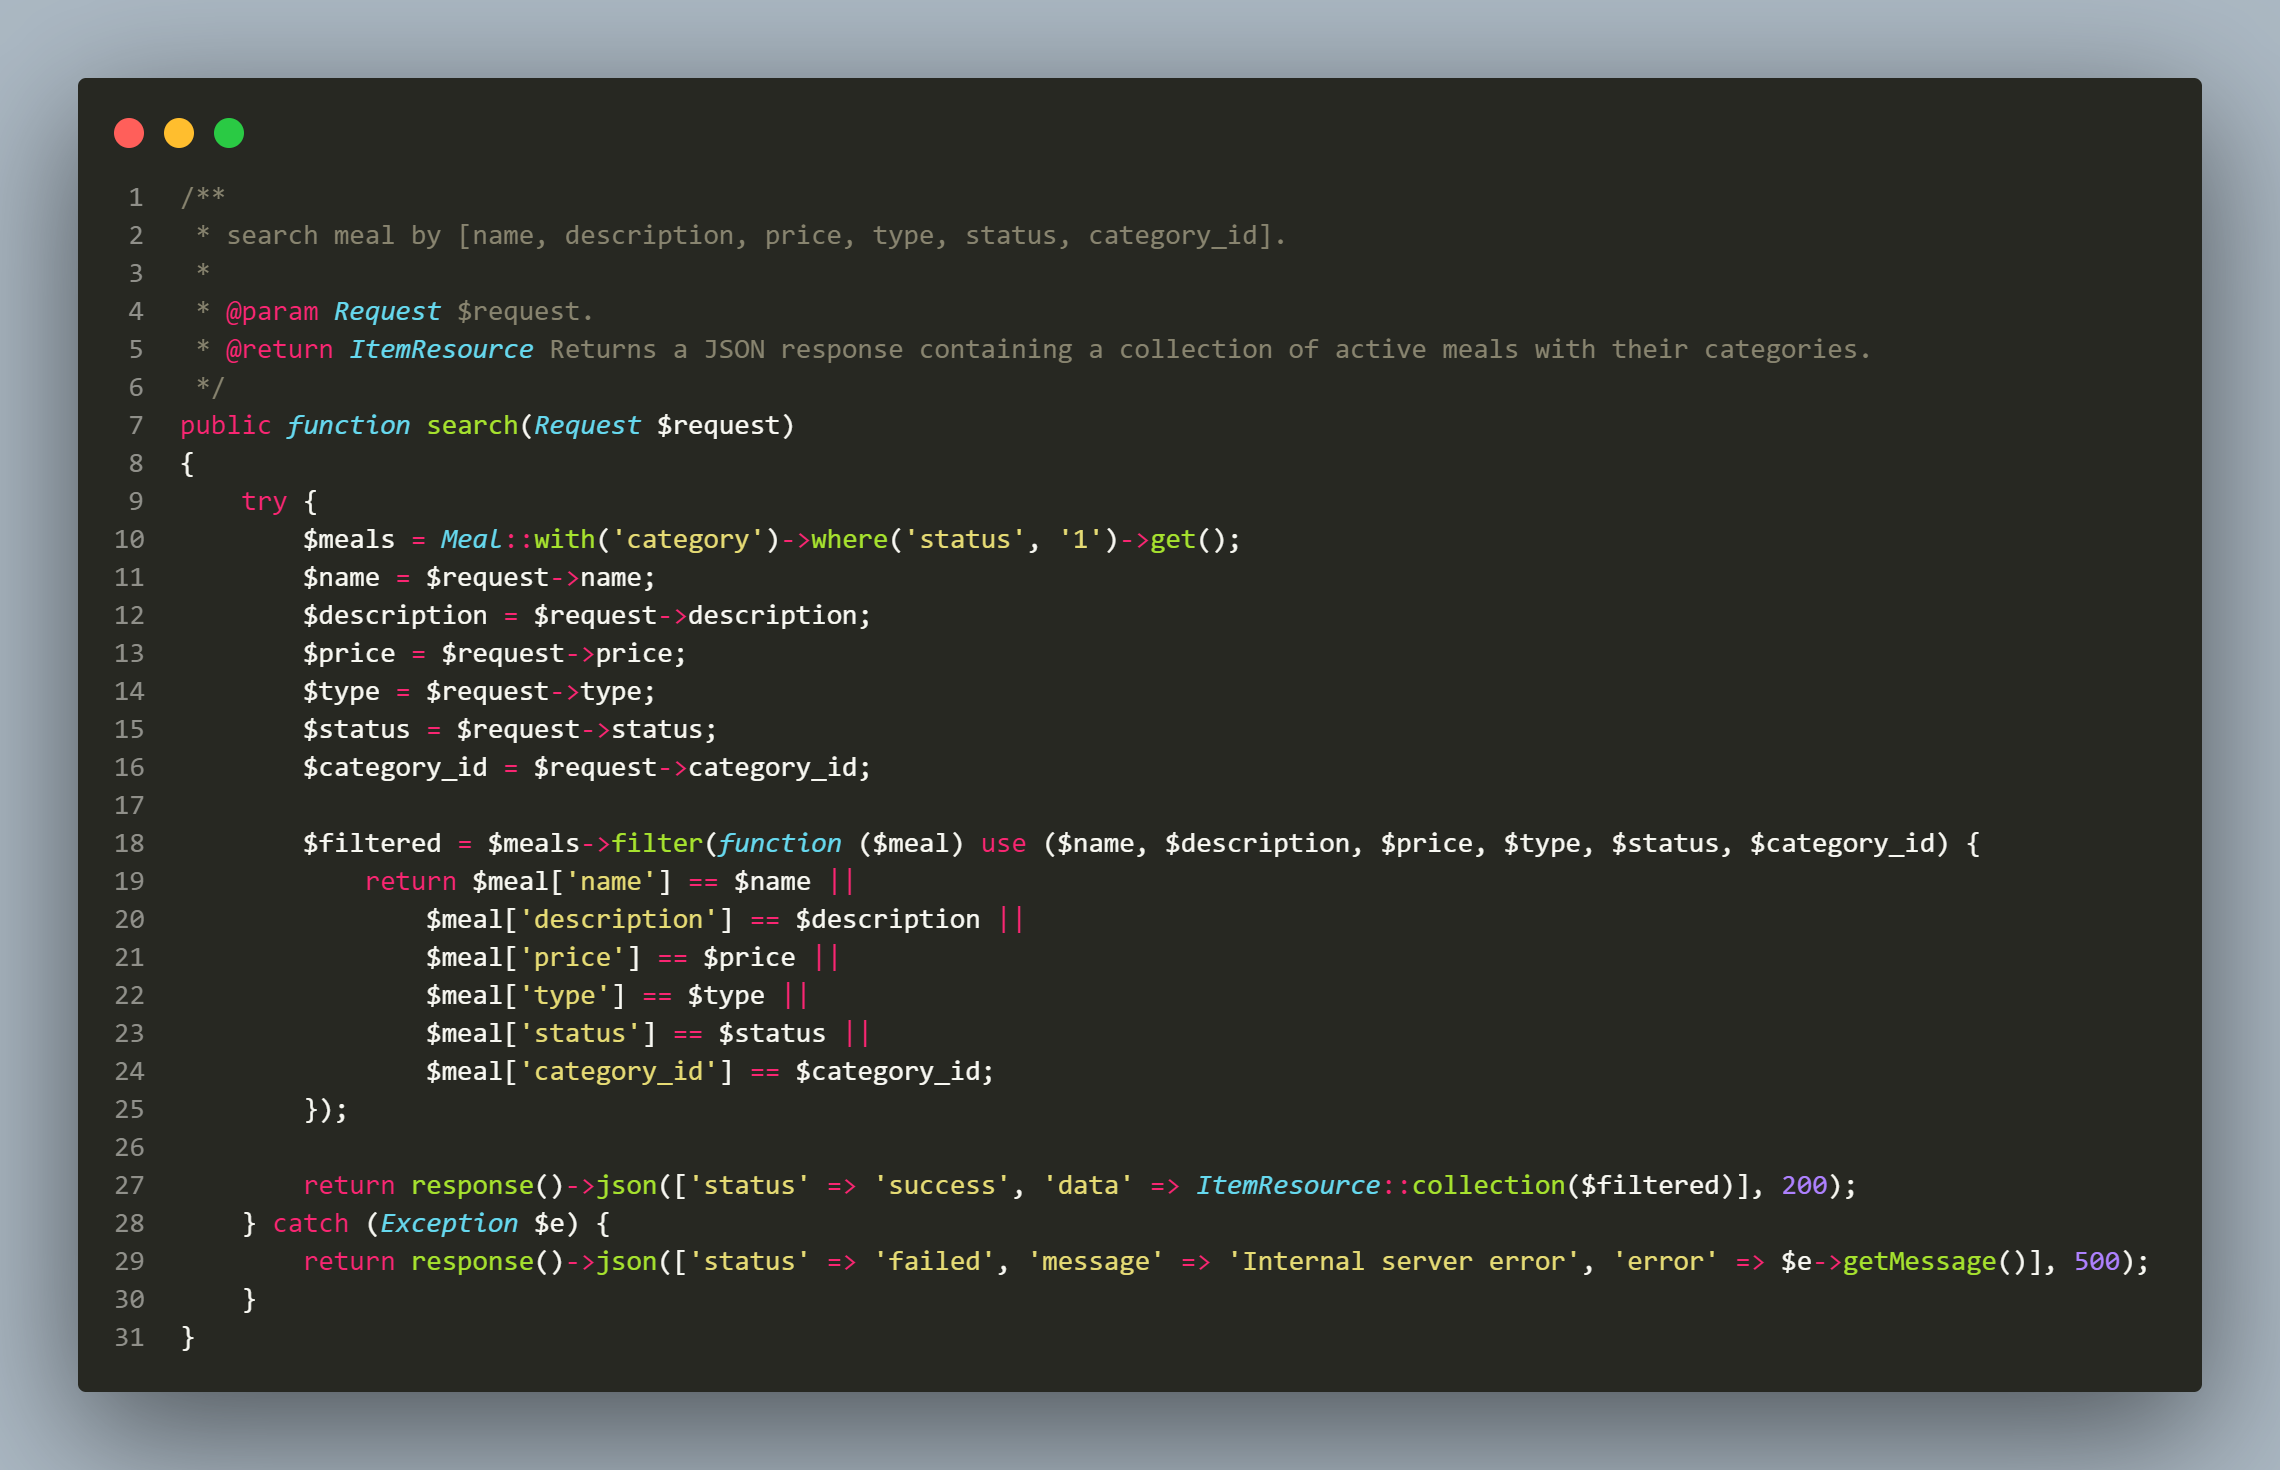 1 /**
2  * search meal by [name, description, price, type, status, category_id].
3  *
4  * @param Request $request.
5  * @return ItemResource Returns a JSON response containing a collection of active meals with their categories.
6  */
7 public function search(Request $request)
8 {
9     try {
10         $meals = Meal::with('category')->where('status', '1')->get();
11         $name = $request->name;
12         $description = $request->description;
13         $price = $request->price;
14         $type = $request->type;
15         $status = $request->status;
16         $category_id = $request->category_id;
17
18         $filtered = $meals->filter(function ($meal) use ($name, $description, $price, $type, $status, $category_id) {
19             return $meal['name'] == $name ||
20                 $meal['description'] == $description ||
21                 $meal['price'] == $price ||
22                 $meal['type'] == $type ||
23                 $meal['status'] == $status ||
24                 $meal['category_id'] == $category_id;
25         });
26
27         return response()->json(['status' => 'success', 'data' => ItemResource::collection($filtered)], 200);
28     } catch (Exception $e) {
29         return response()->json(['status' => 'failed', 'message' => 'Internal server error', 'error' => $e->getMessage()], 500);
30     }
31 }